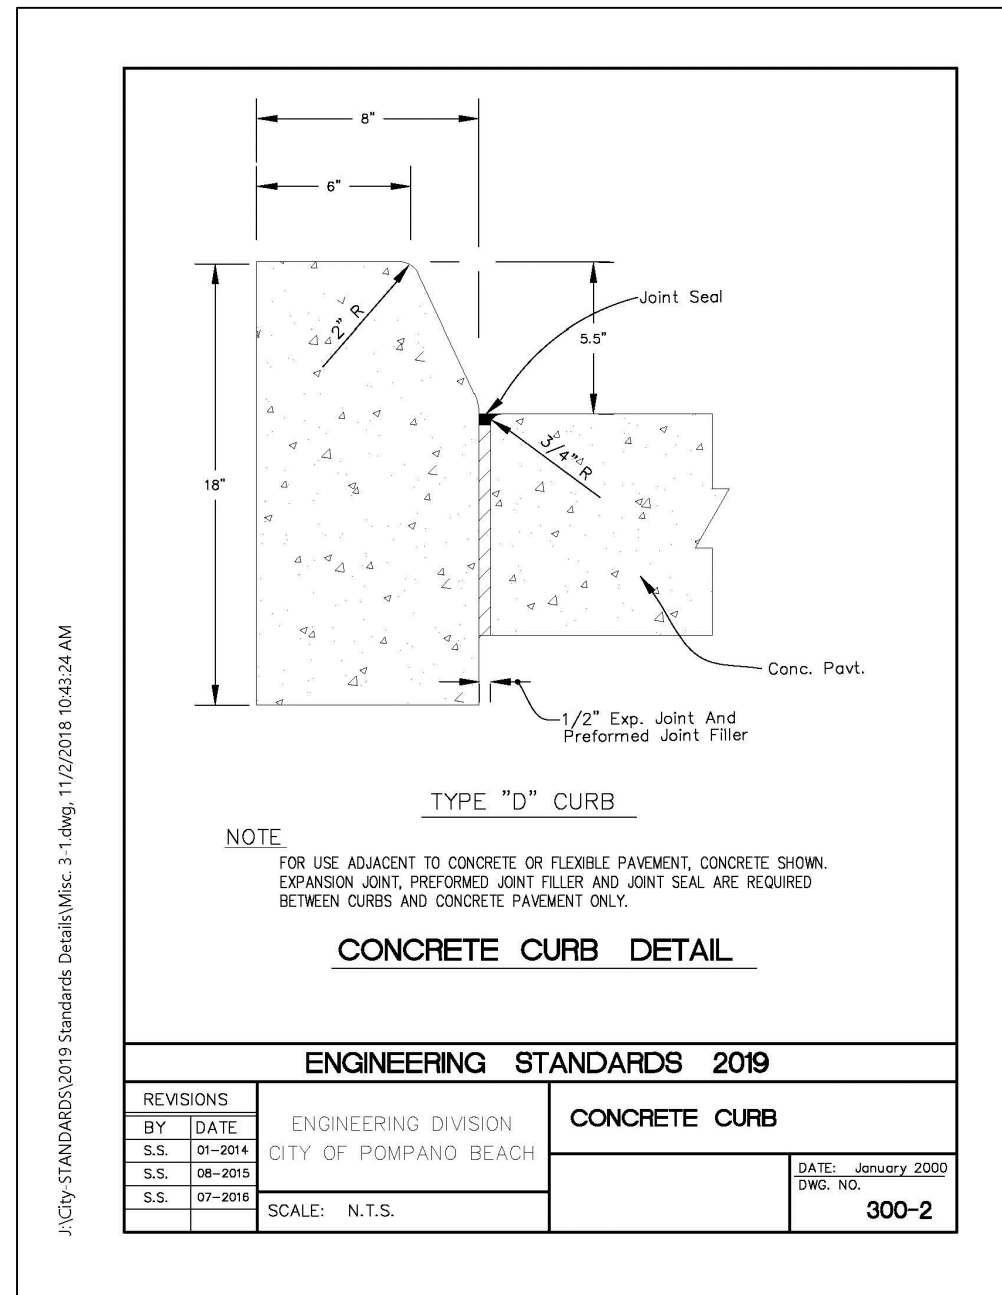 8"
6"
Joint Seal
2" R
5.5"
3/4" R
18"
Conc. Pavt.
1/2" Exp. Joint And
Preformed Joint Filler
TYPE "D" CURB
NOTE
FOR USE ADJACENT TO CONCRETE OR FLEXIBLE PAVEMENT, CONCRETE SHOWN.
EXPANSION JOINT, PREFORMED JOINT FILLER AND JOINT SEAL ARE REQUIRED
BETWEEN CURBS AND CONCRETE PAVEMENT ONLY.
CONCRETE CURB DETAIL
ENGINEERING STANDARDS 2019
REVISIONS
BY DATE
S.S. 01-2014
S.S. 08-2015
S.S. 07-2016
ENGINEERING DIVISION
CITY OF POMPANO BEACH
SCALE: N.T.S.
CONCRETE CURB
DATE: January 2000
DWG. NO.
300-2
J:\City-STANDARDS\2019 Standards Details\Misc. 3-1.dwg, 11/2/2018 10:43:24 AM